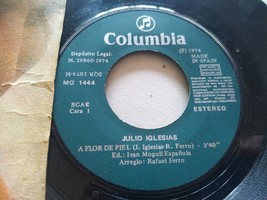 Columbia
Depósito Legal:
M. 29860-1974
(P) 1974
MADE
IN SPAIN
MO 1444
SGAE
Cara 1
ESTEREO
JULIO IGLESIAS
A FLOR DE PIEL (J. Iglesias-R. Ferro) - 3'40"
Ed.: Ivan Mogull Española
Arreglo: Rafael Ferro